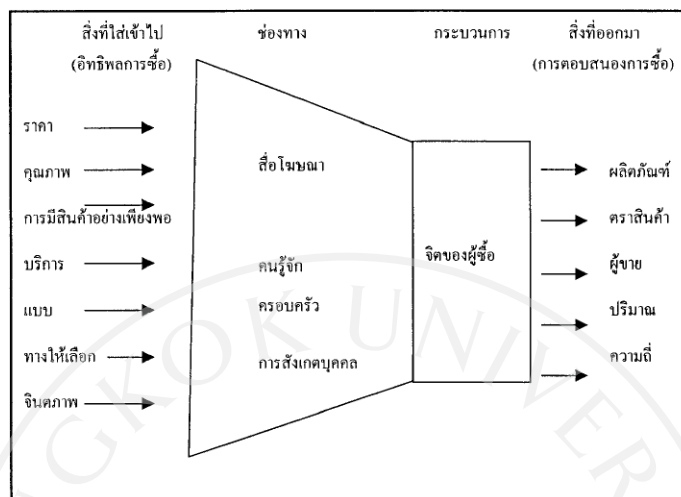 สิ่งที่ใส่เข้าไป ช่องทาง กระบวนการ สิ่งที่ออกมา
(อิทธิพลการซื้อ) (การตอบสนองการซื้อ)
ราคา
คุณภาพ สื่อโฆษณา ผลิตภัณฑ์
การมีสินค้าอย่างเพียงพอ ตราสินค้า
บริการ คนรู้จัก จิตของผู้ซื้อ ผู้ขาย
แบบ ครอบครัว ปริมาณ
ทางให้เลือก การสังเกตบุคคล ความถี่
จินตภาพ